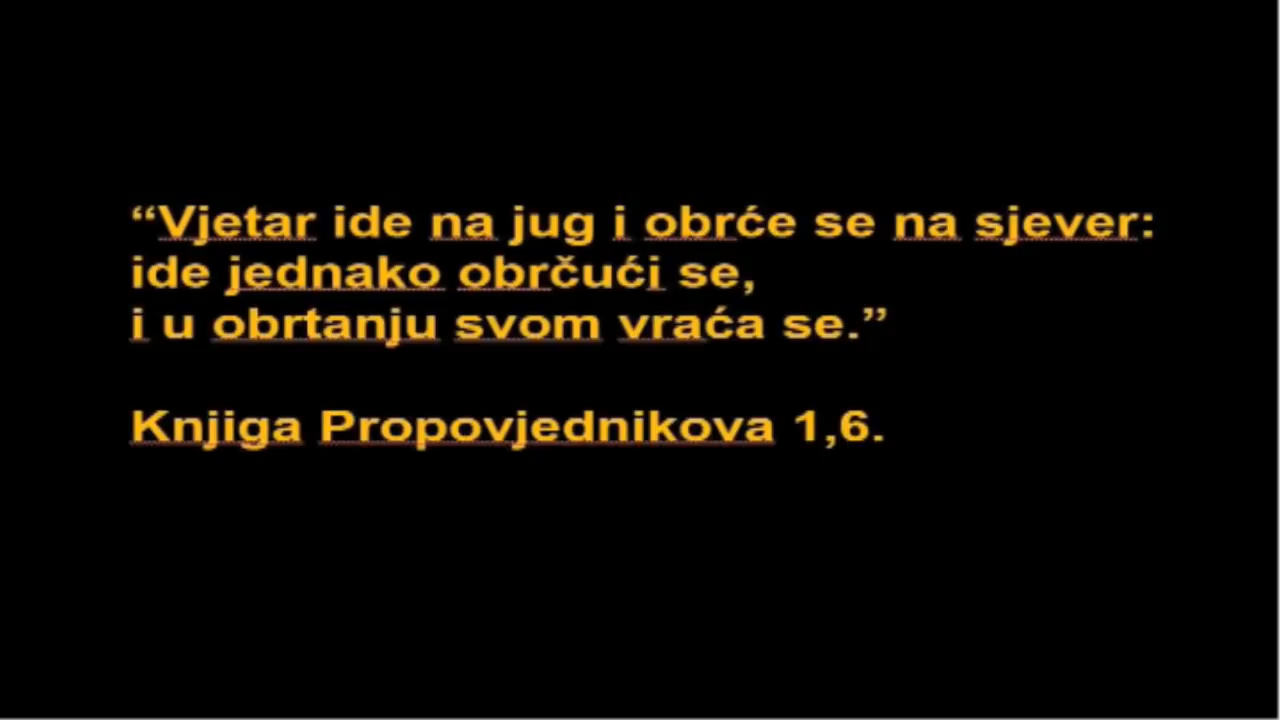 “Vjetar ide na jug i obrće se na sjever:
ide jednako obrčući se,
i u obrtanju svom vraća se.”
Knjiga Propovjednikova 1,6.